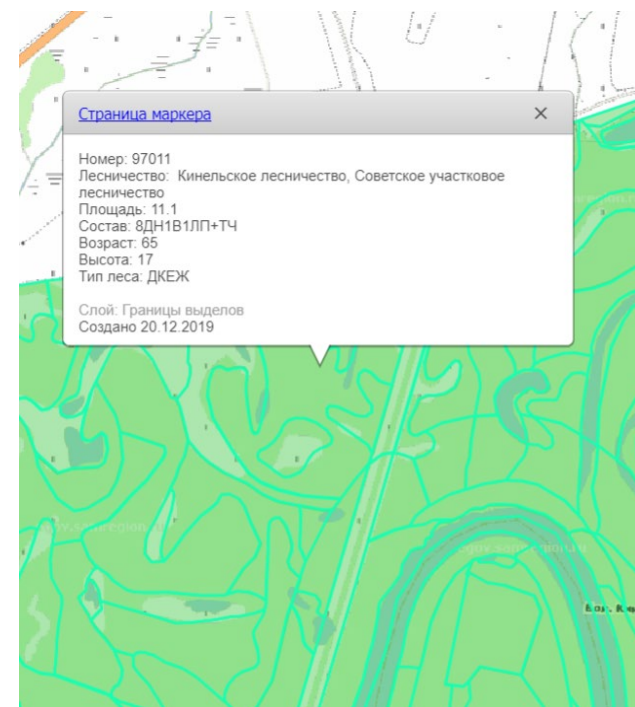 Страница маркера
Номер: 97011
Лесничество: Кинельское лесничество, Советское участковое
лесничество
Площадь: 11.1
Состав: 8ДН1В1ЛП+ТЧ
Возраст: 65
Высота: 17
Тип леса: ДКЕЖ
Слой: Границы выделов
Создано 20.12.2019